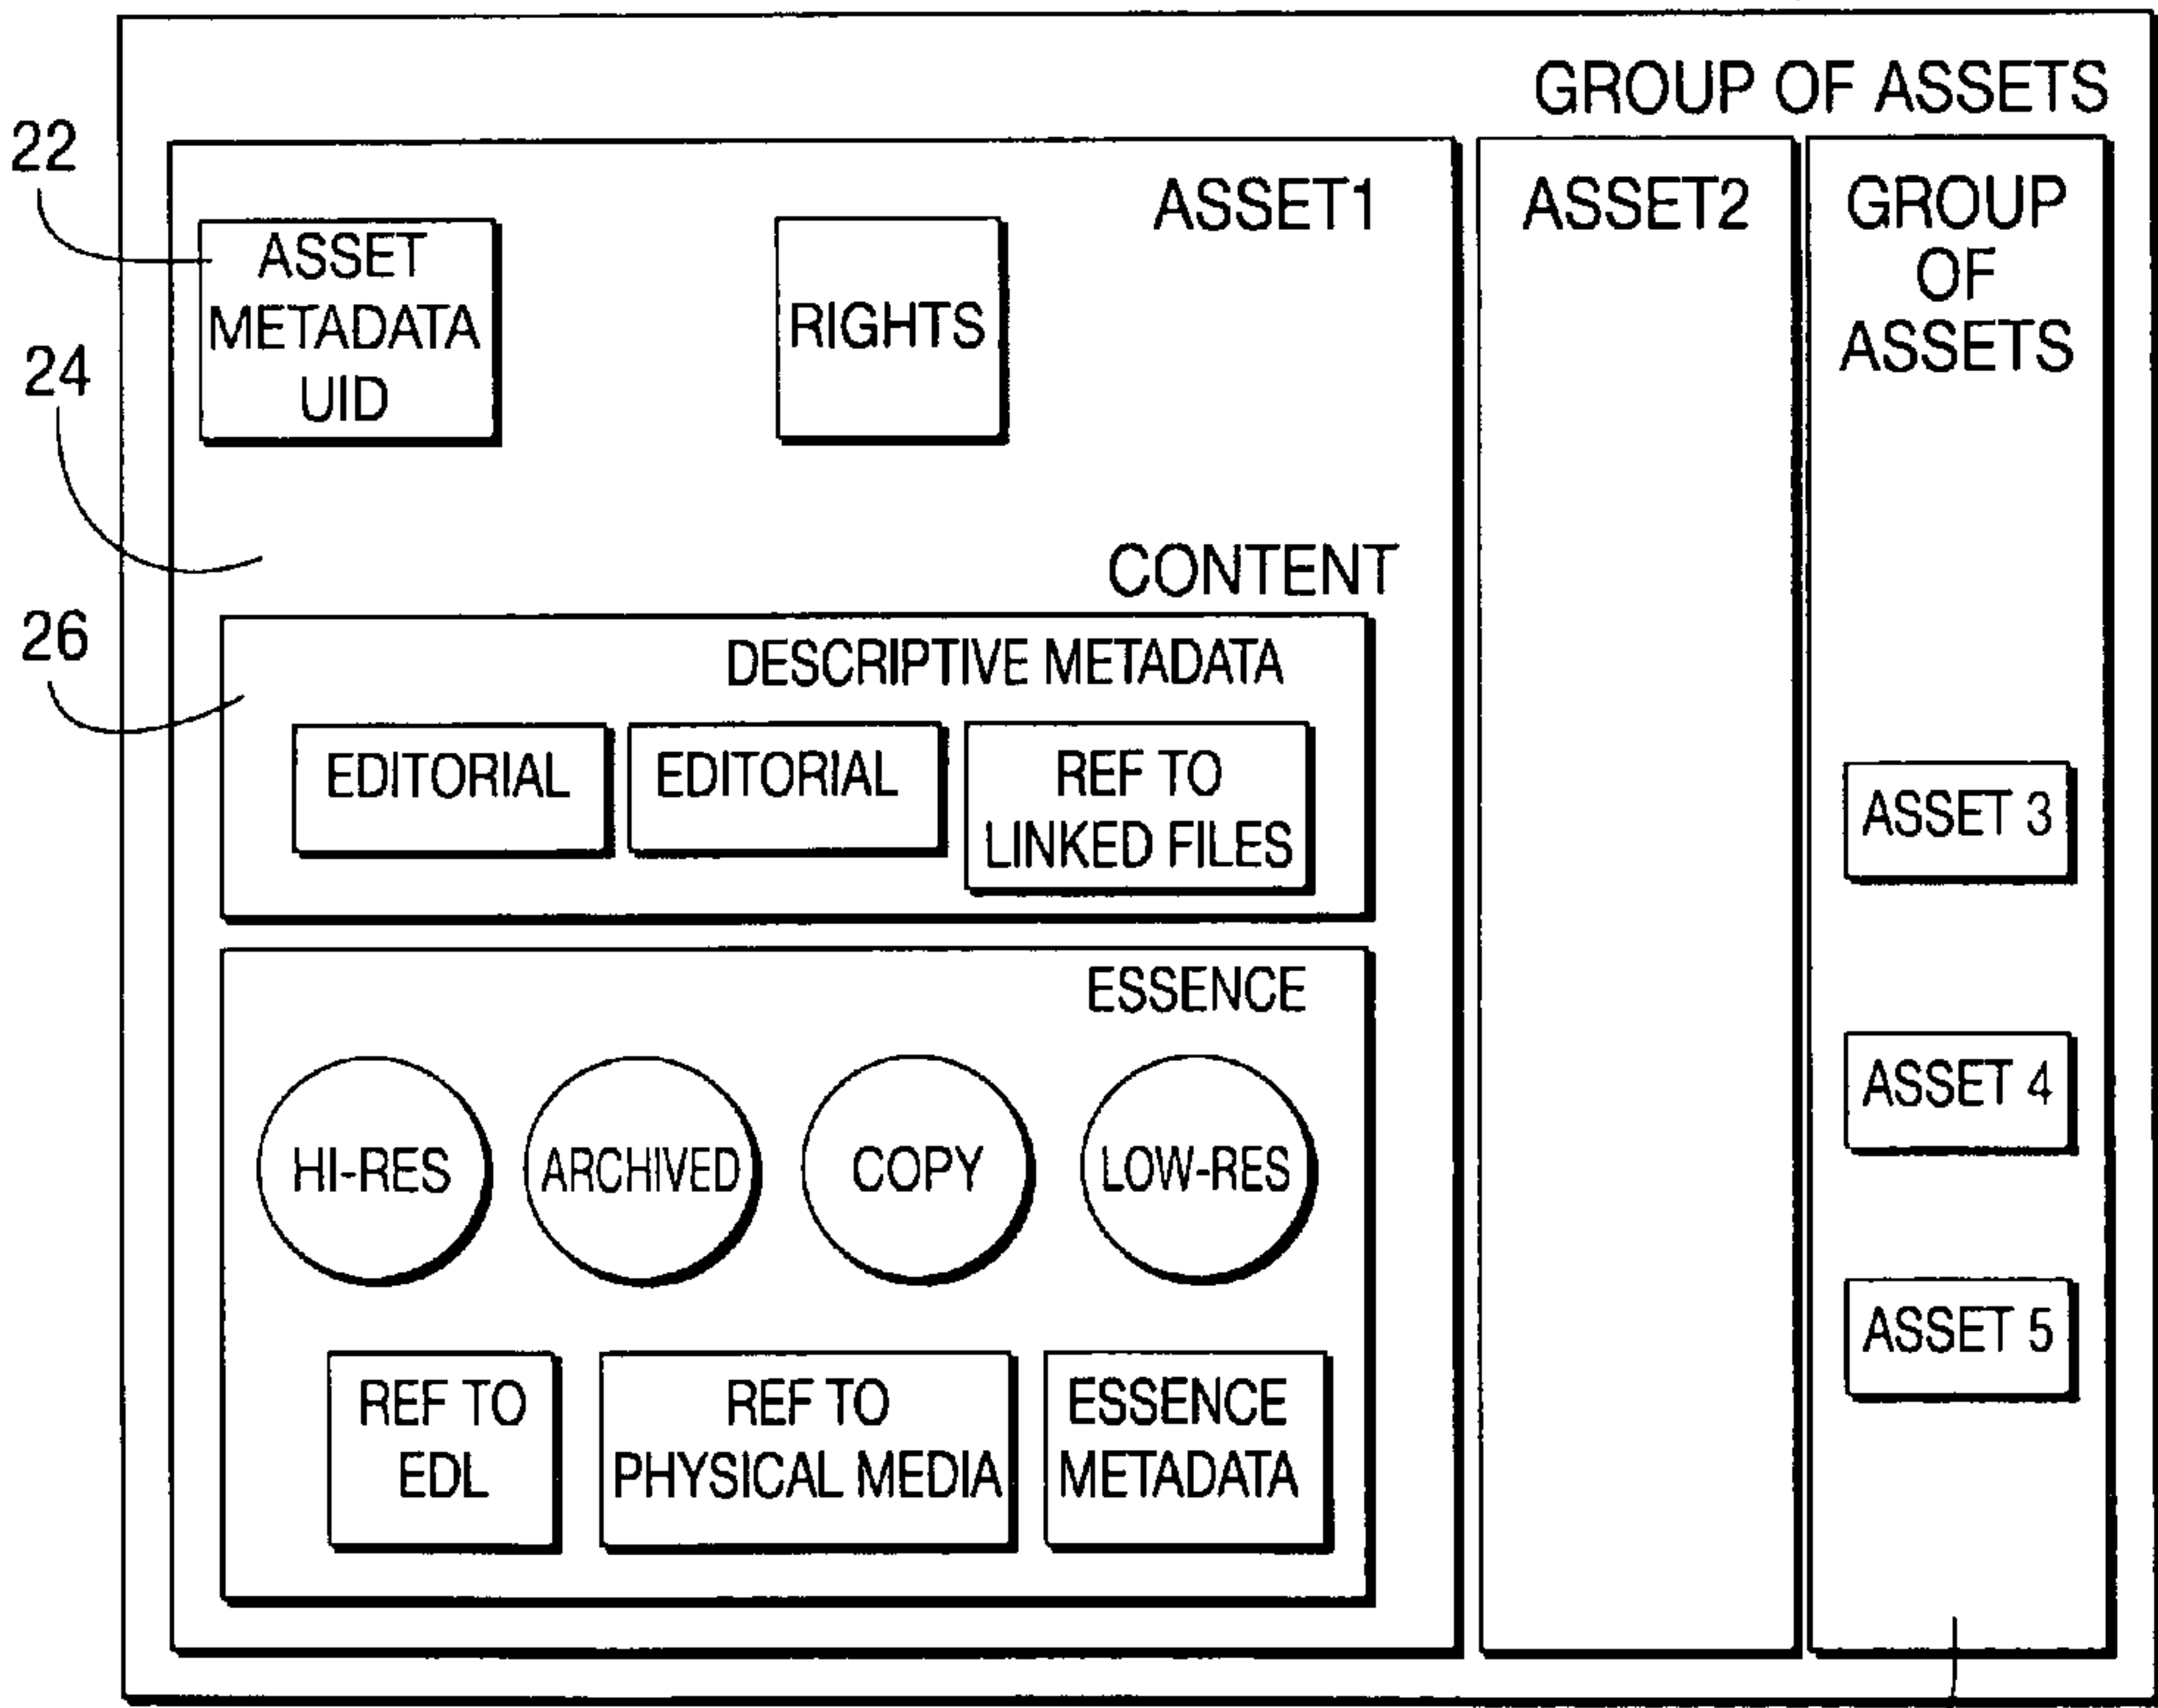 GROUP OF ASSETS
22
ASSET1
ASSET2
GROUP
OF
ASSETS
ASSET
METADATA
UID
RIGHTS
24
CONTENT
26
DESCRIPTIVE METADATA
EDITORIAL
EDITORIAL
REF TO
LINKED FILES
ASSET 3
ESSENCE
ASSET 4
HI-RES
ARCHIVED
COPY
LOW-RES
ASSET 5
REF TO
EDL
REF TO
PHYSICAL MEDIA
ESSENCE
METADATA